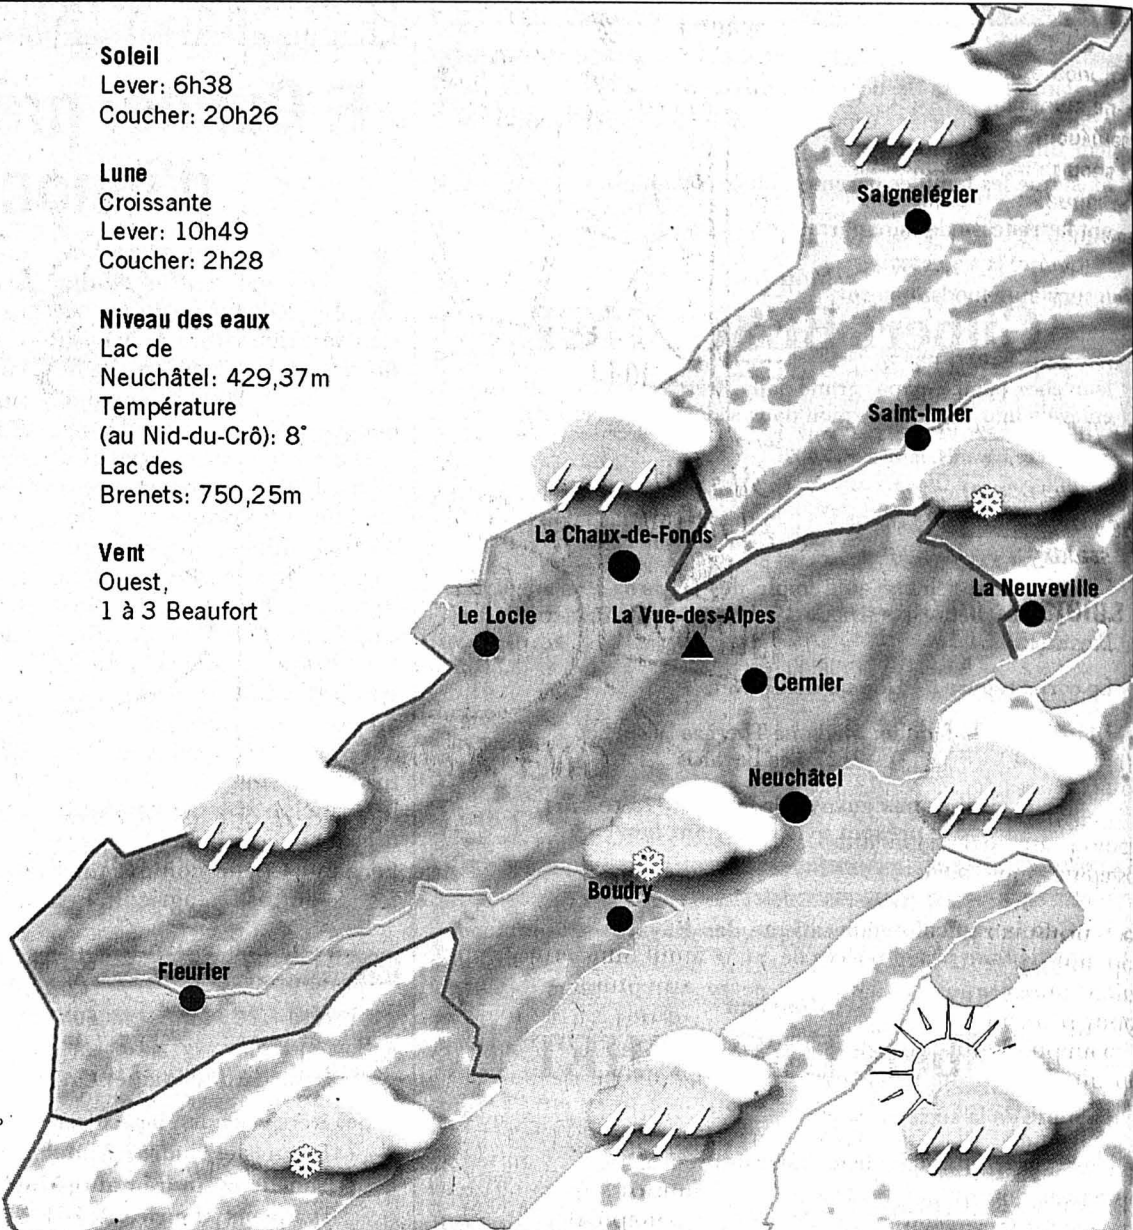 Soleil
Lever: 6h38
Coucher: 20h26
Lune
Croissante
Lever: 10h49
Coucher: 2h28
Niveau des eaux
Lac de
Neuchâtel: 429,37m
Température
(au Nid-du-Crô): 8°
Lac des
Brenets: 750,25m
Vent
Ouest,
1 à 3 Beaufort
Saignelégier
Saint-Imier
La Chaux-de-Fonds
La Neuveville
Le Locle
La Vue-des-Alpes
Cernier
Neuchâtel
Boudry
Fleurier